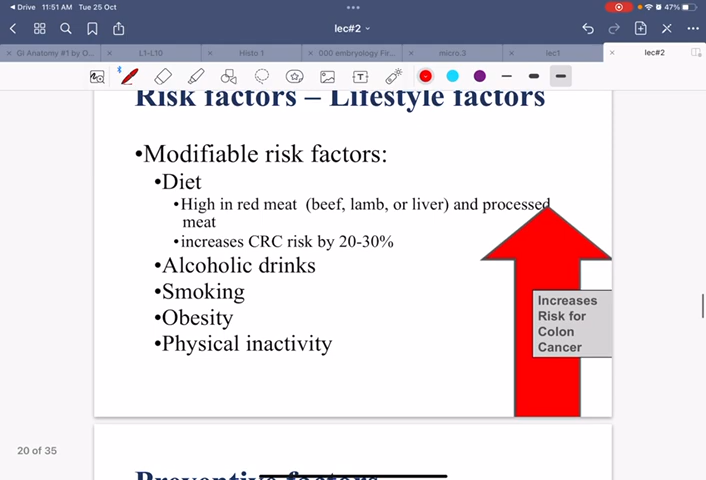 Drive 11:51 AM Tue 25 Oct
47%
lec#2
GI Anatomy #1 by O...
L1-L10
Histo 1
000 embryology Fir...
micro.3
lec1
lec#2
Risk factors – Lifestyle factors
•Modifiable risk factors:
•Diet
•High in red meat (beef, lamb, or liver) and processed
meat
•increases CRC risk by 20-30%
•Alcoholic drinks
•Smoking
•Obesity
•Physical inactivity
Increases
Risk for
Colon
Cancer
20 of 35
Preventive factors